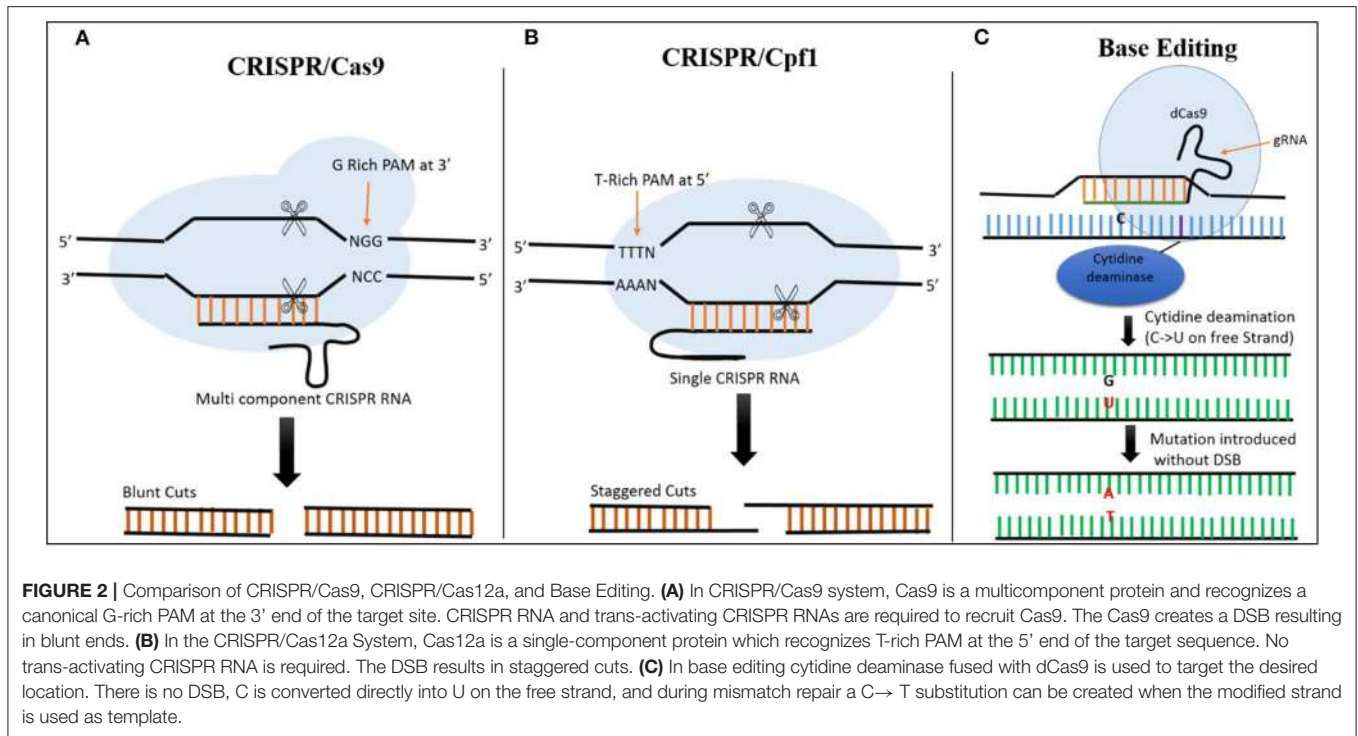 A
CRISPR/Cas9
G Rich PAM at 3’
5’
NGG
3’
3’
NCC
5’
Multi component CRISPR RNA
Blunt Cuts
B
CRISPR/Cpf1
T-Rich PAM at 5’
5’
TTTN
3’
3’
AAAN
5’
Single CRISPR RNA
Staggered Cuts
C
Base Editing
dCas9
gRNA
C
Cytidine
deaminase
Cytidine deamination
(C->U on free Strand)
G
U
Mutation introduced
without DSB
A
T
FIGURE 2 | Comparison of CRISPR/Cas9, CRISPR/Cas12a, and Base Editing. (A) In CRISPR/Cas9 system, Cas9 is a multicomponent protein and recognizes a
canonical G-rich PAM at the 3’ end of the target site. CRISPR RNA and trans-activating CRISPR RNAs are required to recruit Cas9. The Cas9 creates a DSB resulting
in blunt ends. (B) In the CRISPR/Cas12a System, Cas12a is a single-component protein which recognizes T-rich PAM at the 5’ end of the target sequence. No
trans-activating CRISPR RNA is required. The DSB results in staggered cuts. (C) In base editing cytidine deaminase fused with dCas9 is used to target the desired
location. There is no DSB, C is converted directly into U on the free strand, and during mismatch repair a C→ T substitution can be created when the modified strand
is used as template.